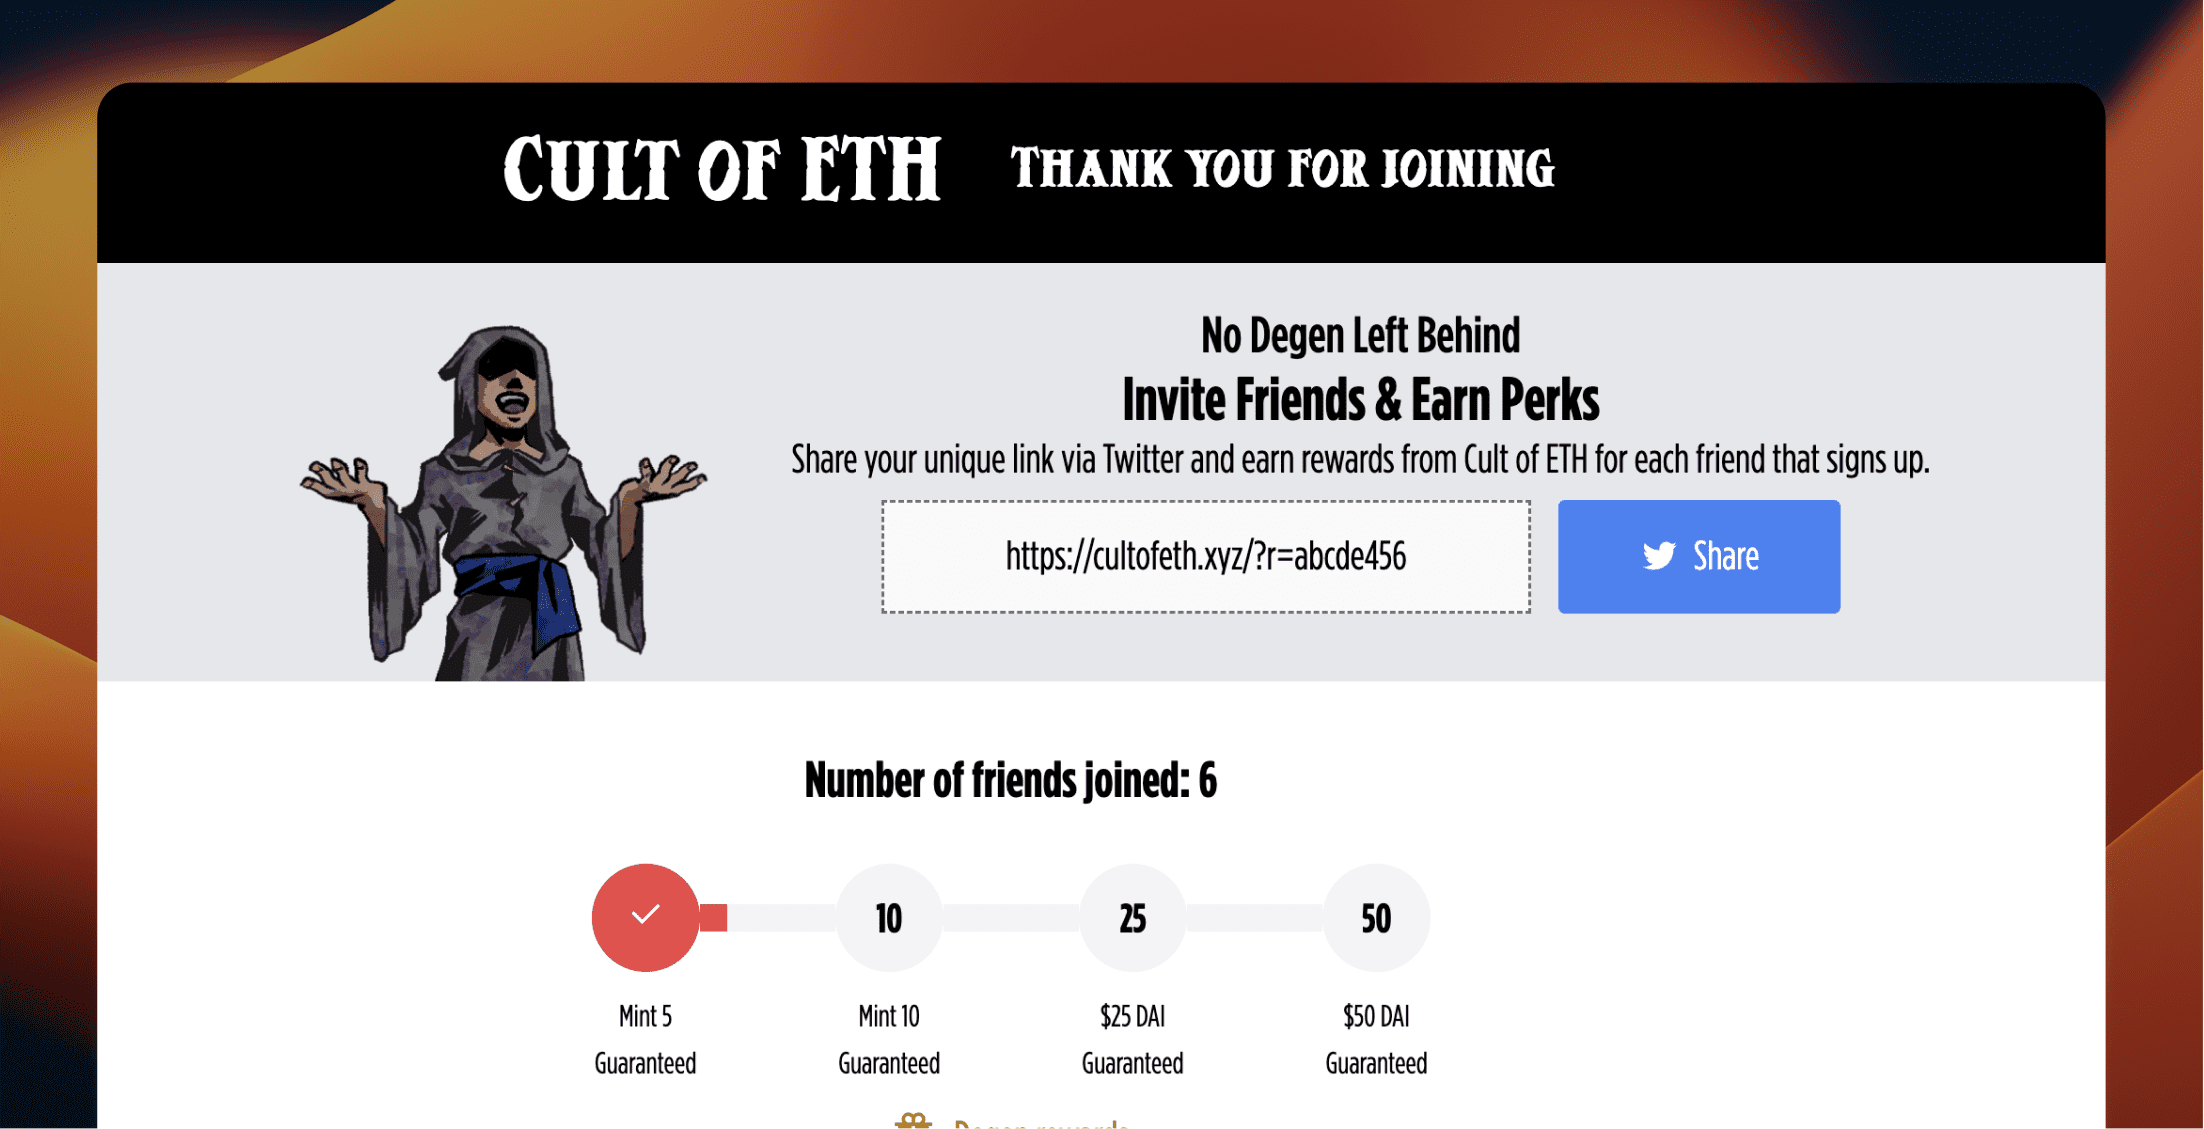 Cult of ETH
Thank you for joining
No Degen Left Behind
Invite Friends & Earn Perks
Share your unique link via Twitter and earn rewards from Cult of ETH for each friend that signs up.
https://cultofeth.xyz/?r=abcde456
Share
Number of friends joined: 6
10
25
50
Mint 5
Guaranteed
Mint 10
Guaranteed
$25 DAI
Guaranteed
$50 DAI
Guaranteed
Degen rewards